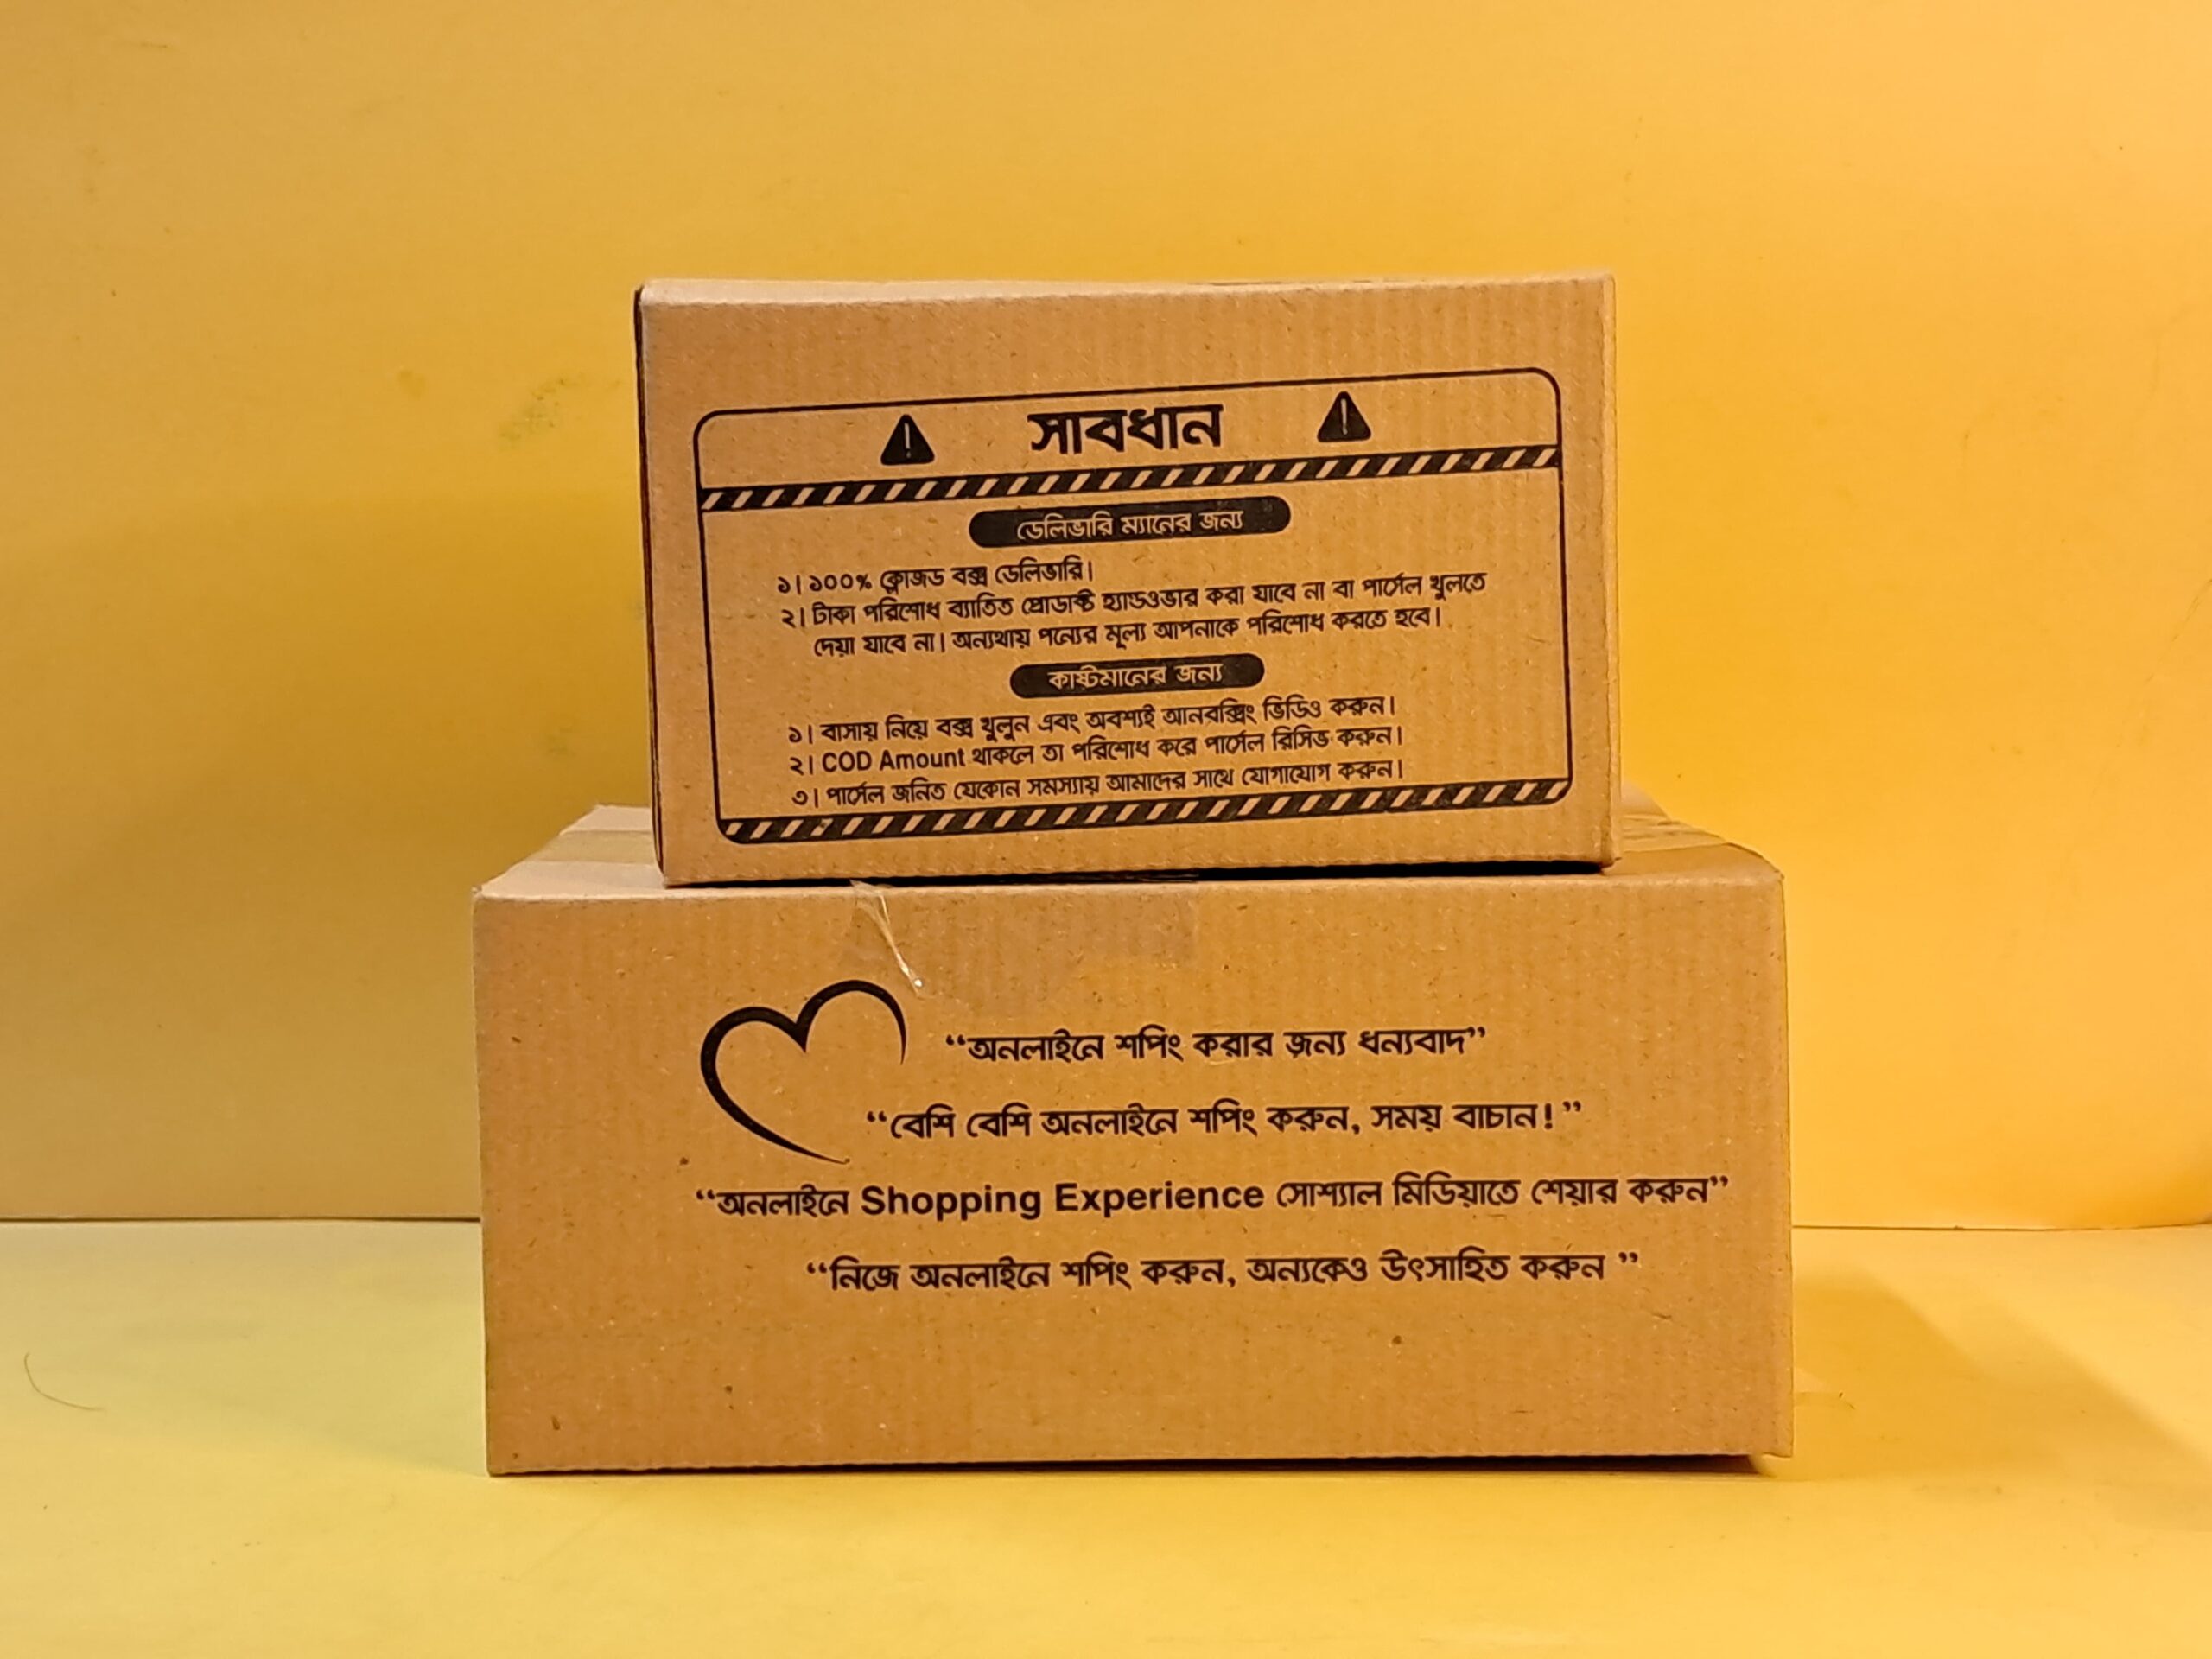 সাবধান
ডেলিভারি ম্যানের জন্য
১। ১০০% ক্লোজড বক্স ডেলিভারি।
২। টাকা পরিশোধ ব্যাতিত প্রোডাক্ট হ্যান্ডওভার করা যাবে না বা পার্সেল খুলতে
দেয়া যাবে না। অন্যথায় পন্যের মূল্য আপনাকে পরিশোধ করতে হবে।
কাষ্টমানের জন্য
১। বাসায় নিয়ে বক্স খুলুন এবং অবশ্যই আনবক্সিং ভিডিও করুন।
২। COD Amount থাকলে তা পরিশোধ করে পার্সেল রিসিভ করুন।
৩। পার্সেল জনিত যেকোন সমস্যায় আমাদের সাথে যোগাযোগ করুন।
“অনলাইনে শপিং করার জন্য ধন্যবাদ”
“বেশি বেশি অনলাইনে শপিং করুন, সময় বাচান!”
“অনলাইনে Shopping Experience সোশ্যাল মিডিয়াতে শেয়ার করুন”
“নিজে অনলাইনে শপিং করুন, অন্যকেও উৎসাহিত করুন ”